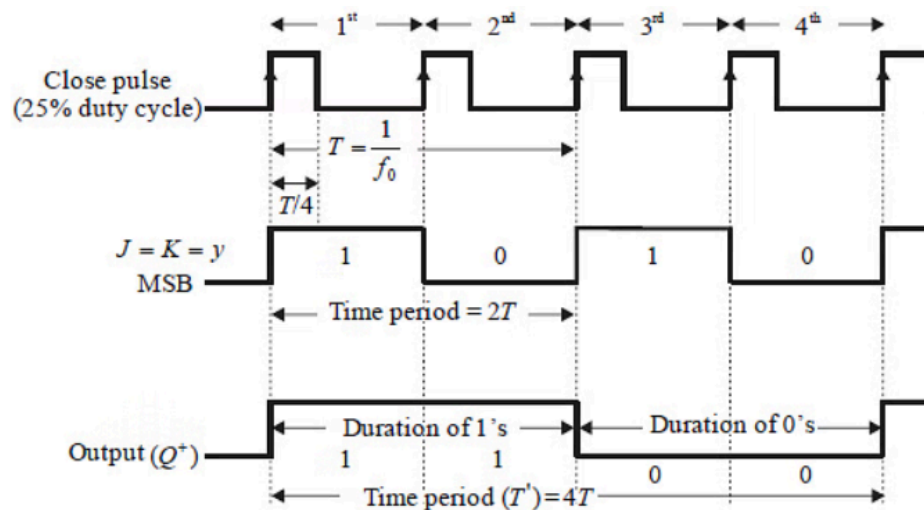 1st 2nd 3rd 4th
Close pulse
(25% duty cycle)
T = 1/f0
T/4
J = K = y
MSB
1 0 1 0
Time period = 2T
Output (Q+)
Duration of 1's Duration of 0's
1 1 0 0
Time period (T') = 4T